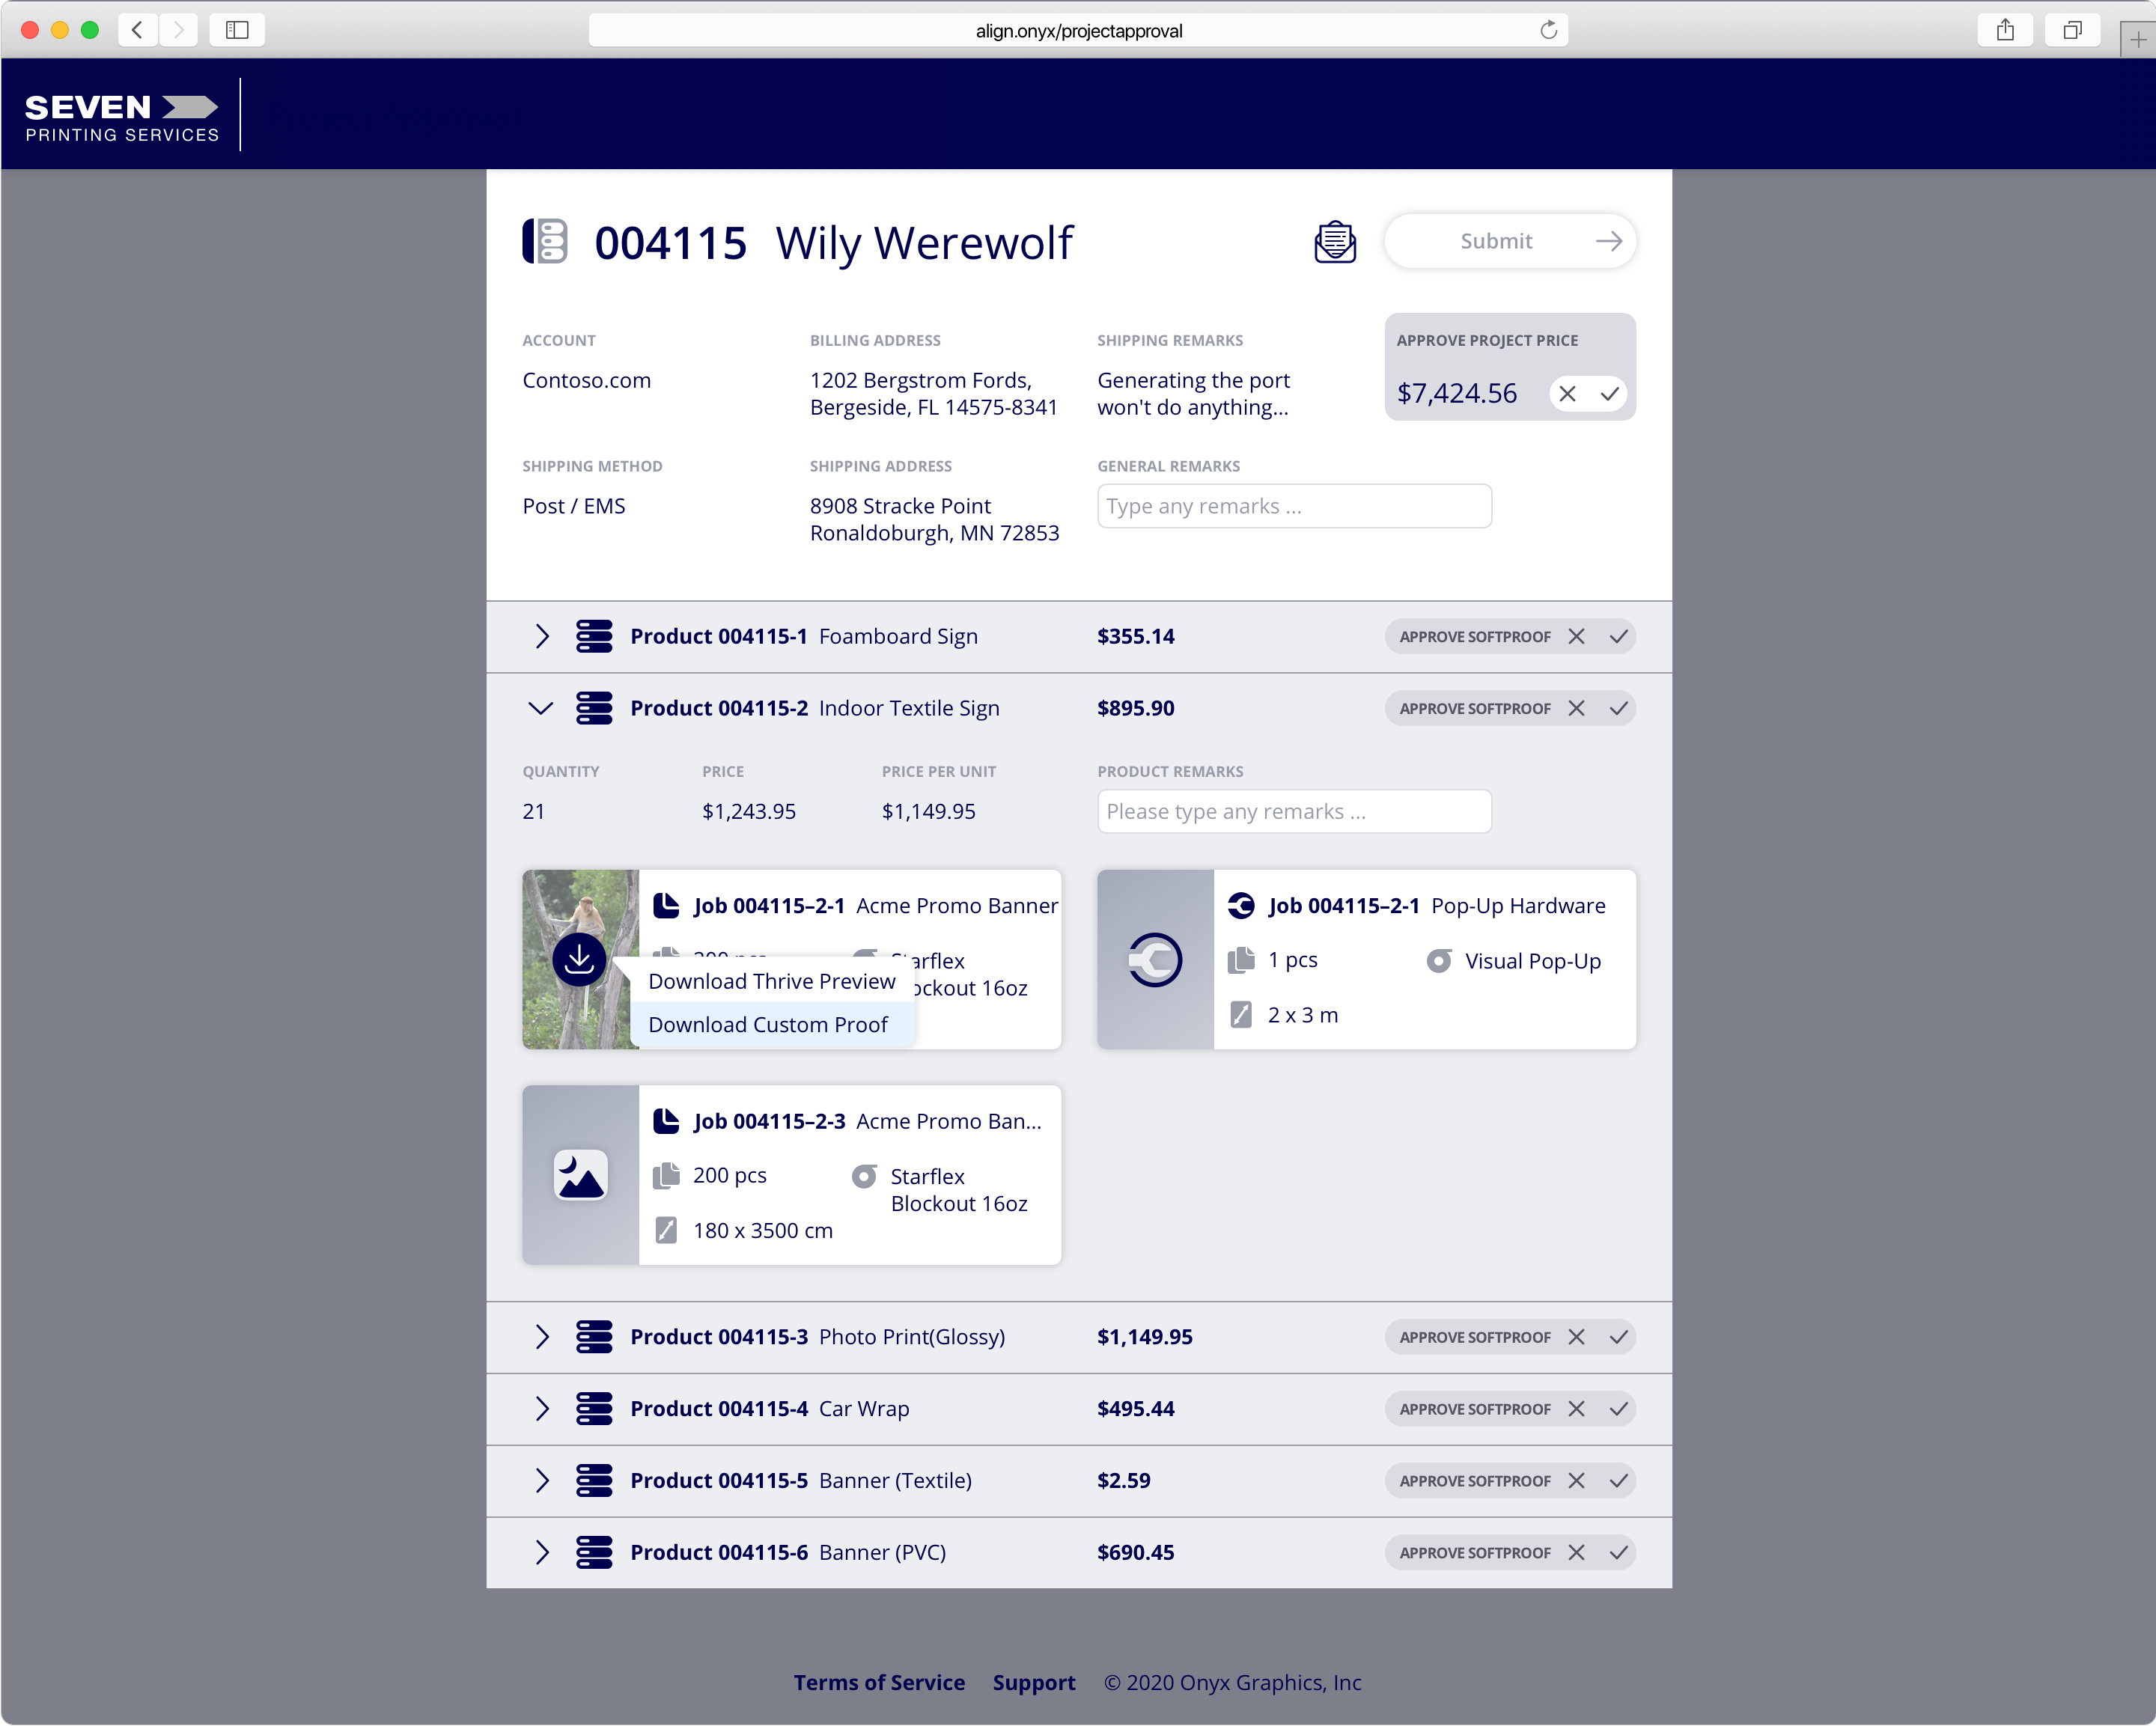 align.onyx/projectapproval
SEVEN
PRINTING SERVICES
004115 Wily Werewolf
Submit
ACCOUNT
Contoso.com
BILLING ADDRESS
1202 Bergstrom Fords,
Bergeside, FL 14575-8341
SHIPPING REMARKS
Generating the port
won't do anything...
APPROVE PROJECT PRICE
$7,424.56
SHIPPING METHOD
Post / EMS
SHIPPING ADDRESS
8908 Stracke Point
Ronaldoburgh, MN 72853
GENERAL REMARKS
Type any remarks ...
Product 004115-1 Foamboard Sign $355.14 APPROVE SOFTPROOF
Product 004115-2 Indoor Textile Sign $895.90 APPROVE SOFTPROOF
QUANTITY
21
PRICE
$1,243.95
PRICE PER UNIT
$1,149.95
PRODUCT REMARKS
Please type any remarks ...
Job 004115–2-1 Acme Promo Banner
Starflex
Download Thrive Preview
Download Custom Proof
16oz
Job 004115–2-1 Pop-Up Hardware
1 pcs
Visual Pop-Up
2 x 3 m
Job 004115–2-3 Acme Promo Ban...
200 pcs
Starflex
Blockout 16oz
180 x 3500 cm
Product 004115-3 Photo Print(Glossy) $1,149.95 APPROVE SOFTPROOF
Product 004115-4 Car Wrap $495.44 APPROVE SOFTPROOF
Product 004115-5 Banner (Textile) $2.59 APPROVE SOFTPROOF
Product 004115-6 Banner (PVC) $690.45 APPROVE SOFTPROOF
Terms of Service Support © 2020 Onyx Graphics, Inc